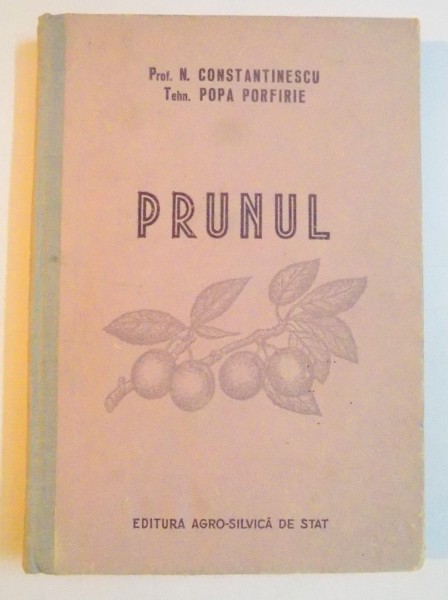 Prof. N. CONSTANTINESCU
Tehn. POPA PORFIRIE
PRUNUL
EDITURA AGRO-SILVICĂ DE STAT